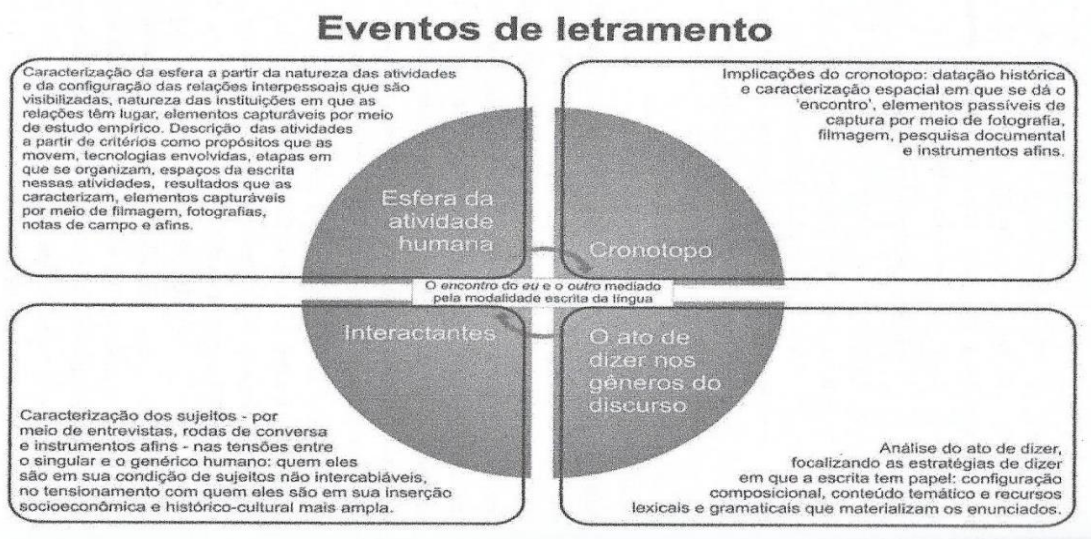 Eventos de letramento
Caracterização da esfera a partir da natureza das atividades
e da configuração das relações interpessoais que são
visibilizadas, natureza das instituições em que as
relações têm lugar, elementos capturáveis por meio
de estudo empírico. Descrição das atividades
a partir de critérios como propósitos que as
movem, tecnologias envolvidas, etapas em
que se organizam, espaços da escrita
nessas atividades, resultados que as
caracterizam, elementos capturáveis
por meio de filmagem, fotografias,
notas de campo e afins.
Esfera da
atividade
humana
Implicações do cronotopo: datação histórica
e caracterização espacial em que se dá o
'encontro', elementos passíveis de
captura por meio de fotografia,
filmagem, pesquisa documental
e instrumentos afins.
Cronotopo
O encontro do eu e o outro mediado
pela modalidade escrita da língua
Interactantes
Caracterização dos sujeitos - por
meio de entrevistas, rodas de conversa
e instrumentos afins - nas tensões entre
o singular e o genérico humano: quem eles
são em sua condição de sujeitos não intercabiáveis,
no tensionamento com quem eles são em sua inserção
socioeconômica e histórico-cultural mais ampla.
O ato de
dizer nos
gêneros do
discurso
Análise do ato de dizer,
focalizando as estratégias de dizer
em que a escrita tem papel: configuração
composicional, conteúdo temático e recursos
lexicais e gramaticais que materializam os enunciados.